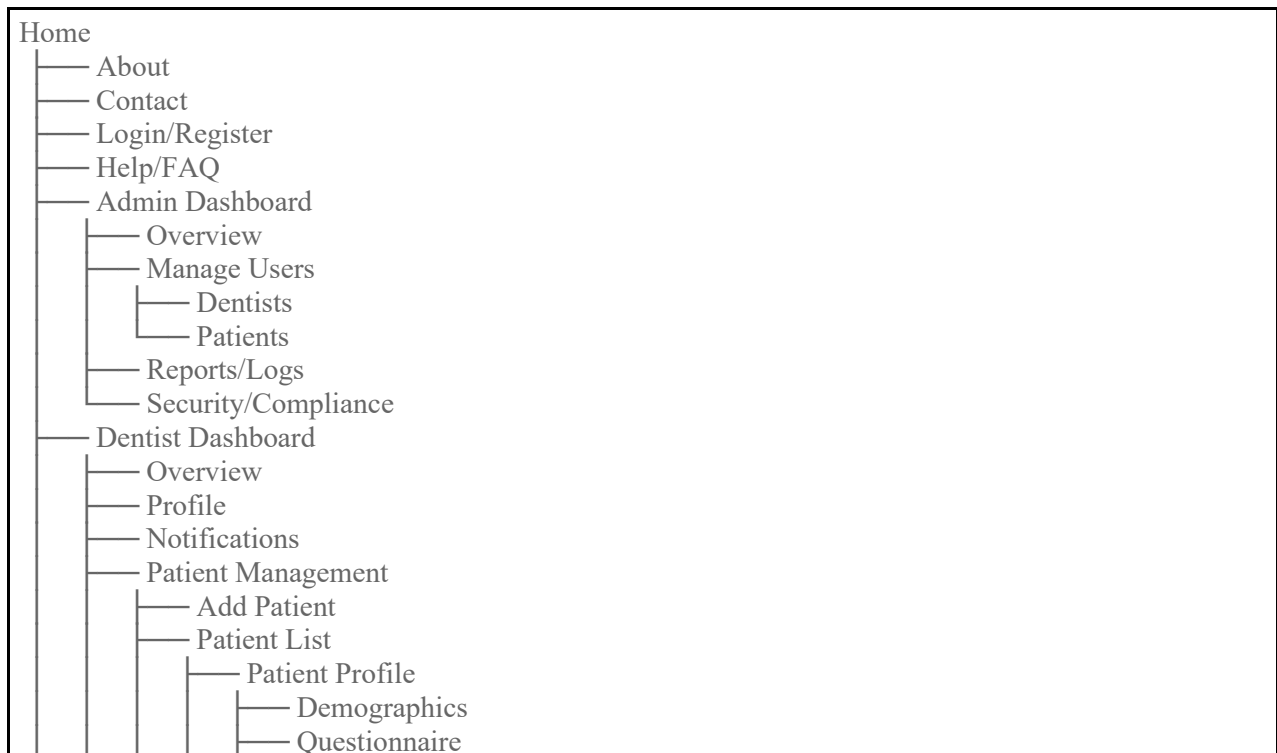 Home
About
Contact
Login/Register
Help/FAQ
Admin Dashboard
Overview
Manage Users
Dentists
Patients
Reports/Logs
Security/Compliance
Dentist Dashboard
Overview
Profile
Notifications
Patient Management
Add Patient
Patient List
Patient Profile
Demographics
Questionnaire